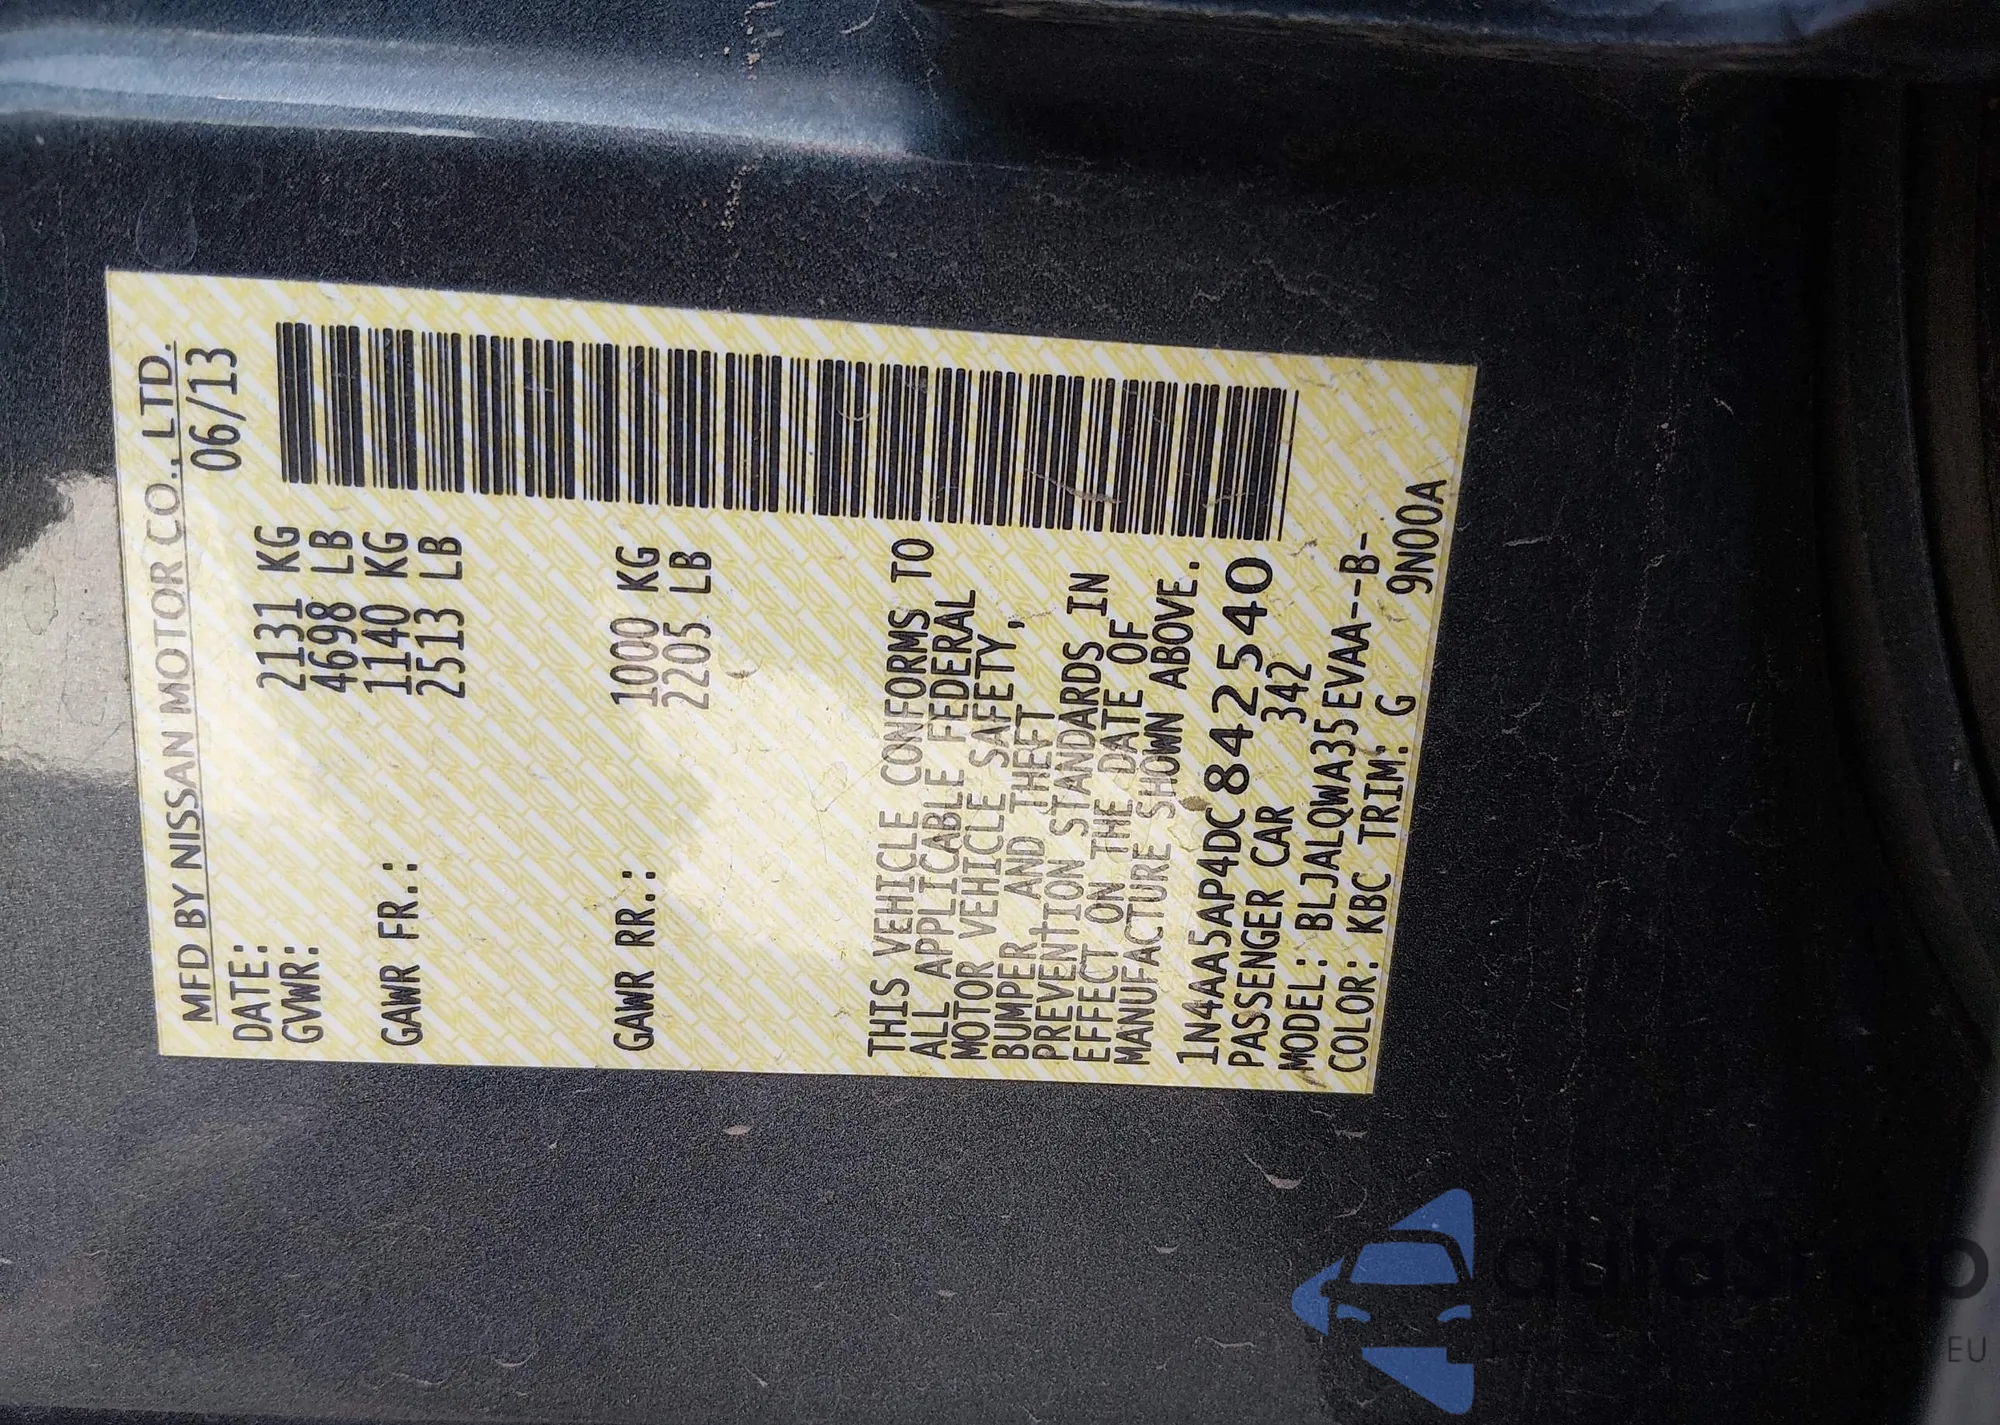 MFD BY NISSAN MOTOR CO., LTD.
DATE: 06/13
GVWR: 2131 KG
4698 LB
GAWR FR.: 1140 KG
2513 LB
GAWR RR.: 1000 KG
2205 LB
THIS VEHICLE CONFORMS TO
ALL APPLICABLE FEDERAL
MOTOR VEHICLE SAFETY,
BUMPER AND THEFT
PREVENTION STANDARDS IN
EFFECT ON THE DATE OF
MANUFACTURE SHOWN ABOVE.
1N4AA5AP4DC842540
PASSENGER CAR 342
MODEL: BLJALQWA35EVAA--B-
COLOR: KBC TRIM: G 9N00A
EU